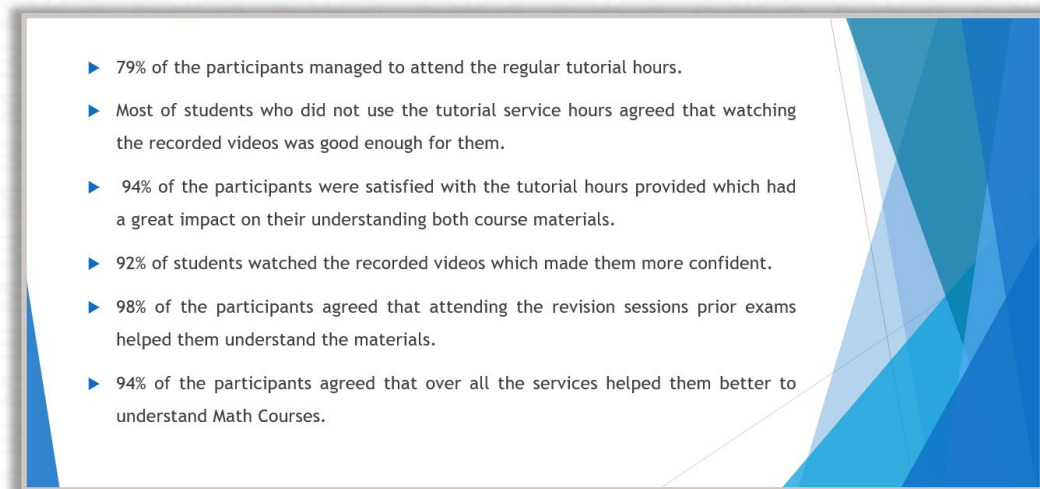 79% of the participants managed to attend the regular tutorial hours.
Most of students who did not use the tutorial service hours agreed that watching
the recorded videos was good enough for them.
94% of the participants were satisfied with the tutorial hours provided which had
a great impact on their understanding both course materials.
92% of students watched the recorded videos which made them more confident.
98% of the participants agreed that attending the revision sessions prior exams
helped them understand the materials.
94% of the participants agreed that over all the services helped them better to
understand Math Courses.